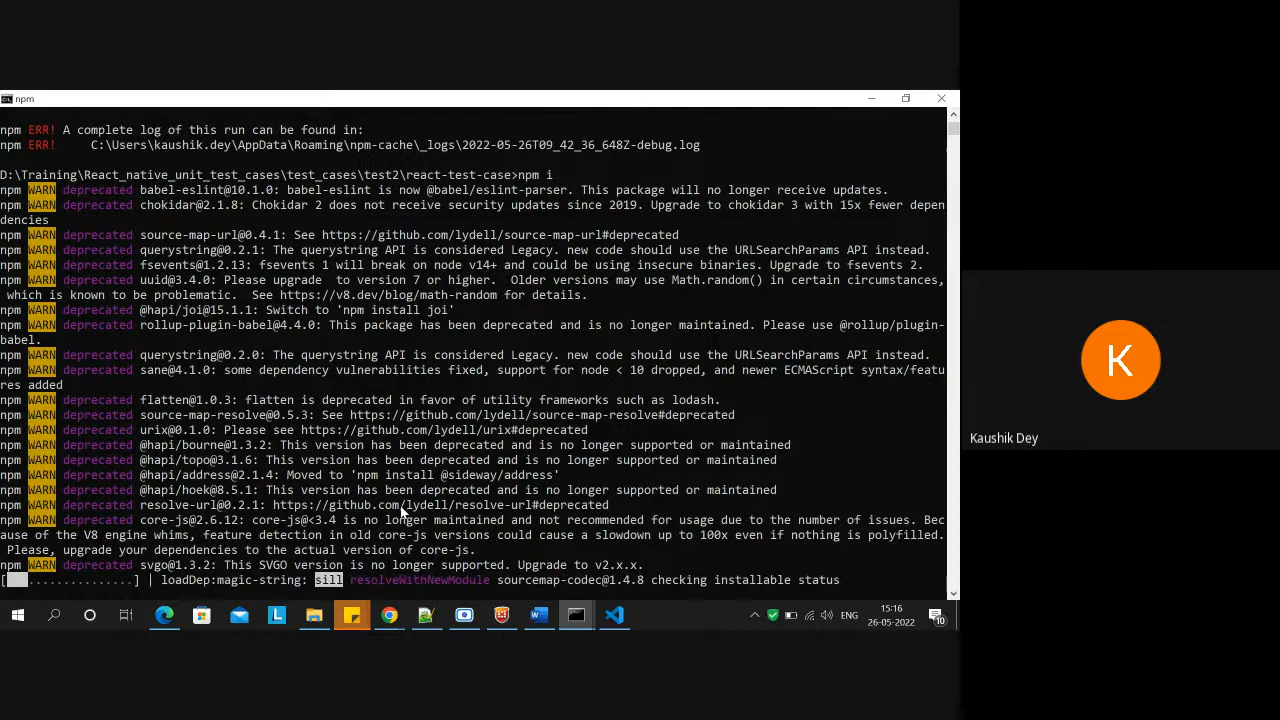 npm
npm ERR! A complete log of this run can be found in:
npm ERR!     C:\Users\kaushik.dey\AppData\Roaming\npm-cache\_logs\2022-05-26T09_42_36_648Z-debug.log
D:\Training\React_native_unit_test_cases\test_cases\test2\react-test-case>npm i
npm WARN deprecated babel-eslint@10.1.0: babel-eslint is now @babel/eslint-parser. This package will no longer receive updates.
npm WARN deprecated chokidar@2.1.8: Chokidar 2 does not receive security updates since 2019. Upgrade to chokidar 3 with 15x fewer depen
dencies
npm WARN deprecated source-map-url@0.4.1: See https://github.com/lydell/source-map-url#deprecated
npm WARN deprecated querystring@0.2.1: The querystring API is considered Legacy. new code should use the URLSearchParams API instead.
npm WARN deprecated fsevents@1.2.13: fsevents 1 will break on node v14+ and could be using insecure binaries. Upgrade to fsevents 2.
npm WARN deprecated uuid@3.4.0: Please upgrade  to version 7 or higher.  Older versions may use Math.random() in certain circumstances,
 which is known to be problematic.  See https://v8.dev/blog/math-random for details.
npm WARN deprecated @hapi/joi@15.1.1: Switch to 'npm install joi'
npm WARN deprecated rollup-plugin-babel@4.4.0: This package has been deprecated and is no longer maintained. Please use @rollup/plugin-
babel.
npm WARN deprecated querystring@0.2.0: The querystring API is considered Legacy. new code should use the URLSearchParams API instead.
npm WARN deprecated sane@4.1.0: some dependency vulnerabilities fixed, support for node < 10 dropped, and newer ECMAScript syntax/featu
res added
npm WARN deprecated flatten@1.0.3: flatten is deprecated in favor of utility frameworks such as lodash.
npm WARN deprecated source-map-resolve@0.5.3: See https://github.com/lydell/source-map-resolve#deprecated
npm WARN deprecated urix@0.1.0: Please see https://github.com/lydell/urix#deprecated
npm WARN deprecated @hapi/bourne@1.3.2: This version has been deprecated and is no longer supported or maintained
npm WARN deprecated @hapi/topo@3.1.6: This version has been deprecated and is no longer supported or maintained
npm WARN deprecated @hapi/address@2.1.4: Moved to 'npm install @sideway/address'
npm WARN deprecated @hapi/hoek@8.5.1: This version has been deprecated and is no longer supported or maintained
npm WARN deprecated resolve-url@0.2.1: https://github.com/lydell/resolve-url#deprecated
npm WARN deprecated core-js@2.6.12: core-js@<3.4 is no longer maintained and not recommended for usage due to the number of issues. Bec
ause of the V8 engine whims, feature detection in old core-js versions could cause a slowdown up to 100x even if nothing is polyfilled.
 Please, upgrade your dependencies to the actual version of core-js.
npm WARN deprecated svgo@1.3.2: This SVGO version is no longer supported. Upgrade to v2.x.x.
[   ...............] | loadDep:magic-string: sill resolveWithNewModule sourcemap-codec@1.4.8 checking installable status
K
Kaushik Dey
L
W
ENG
15:16
26-05-2022
10